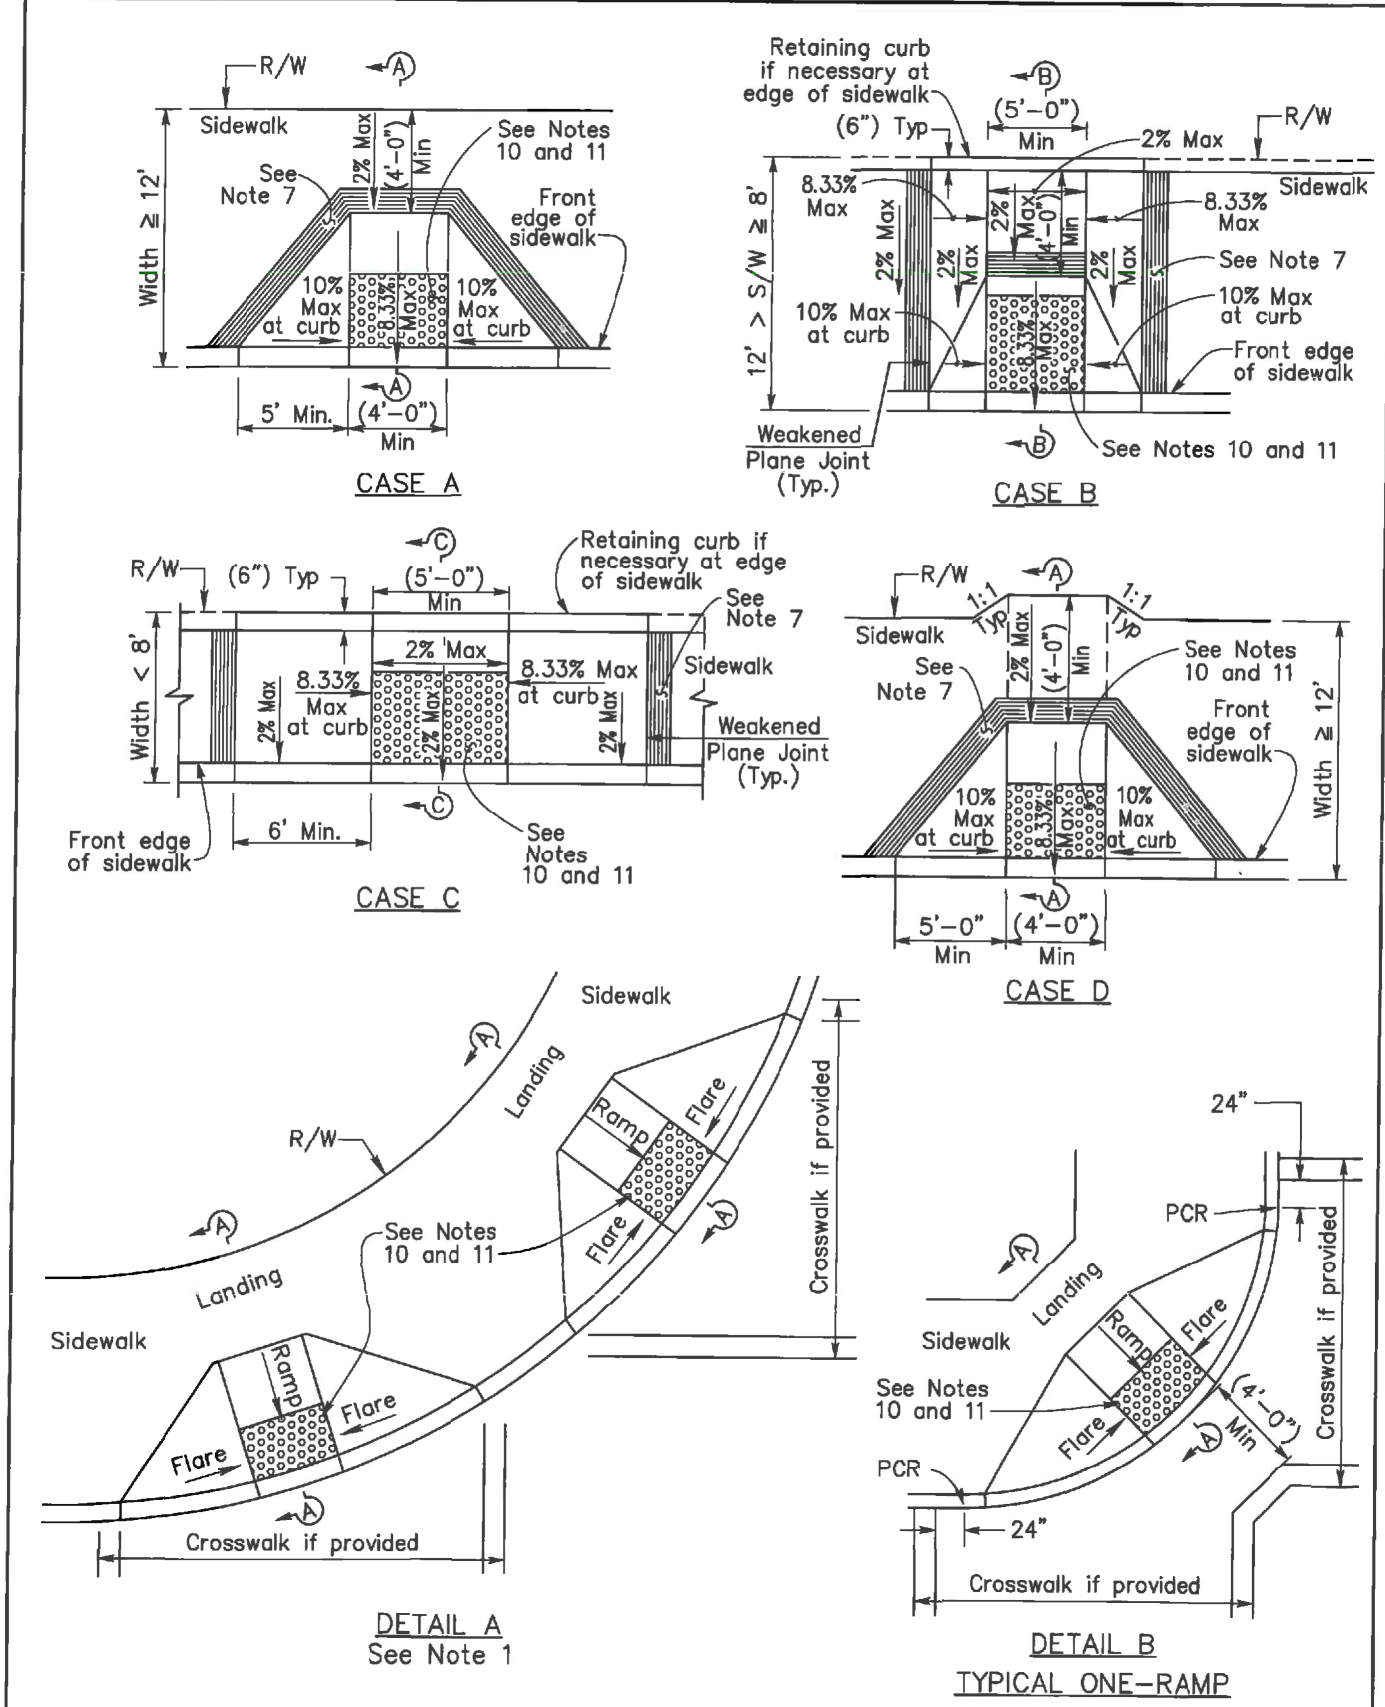 R/W
A
Sidewalk
Width ≥ 12'
2% Max
(4'-0")
Min
See Notes
10 and 11
See
Note 7
Front
edge of
sidewalk
10%
Max
at curb
8.33%
Max
10%
Max
at curb
A
5' Min.
(4'-0")
Min
CASE A
Retaining curb
if necessary at
edge of sidewalk
B
(5'-0")
Min
(6") Typ
R/W
2% Max
Sidewalk
12' > S/W ≥ 8'
8.33%
Max
8.33%
Max
2% Max
2%
Max
2%
Max
(4'-0")
Min
2%
Max
See Note 7
10% Max
at curb
10% Max
at curb
8.33%
Max
Front edge
of sidewalk
Weakened
Plane Joint
(Typ.)
B
See Notes 10 and 11
CASE B
C
R/W
(6") Typ
(5'-0")
Min
Retaining curb if
necessary at edge
of sidewalk
See
Note 7
Width < 8'
2% Max
Sidewalk
8.33%
Max
at curb
8.33% Max
at curb
2% Max
2% Max
2% Max
Weakened
Plane Joint
(Typ.)
C
6' Min.
Front edge
of sidewalk
See
Notes
10 and 11
CASE C
R/W
A
1:1
Typ
1:1
Typ
Sidewalk
2% Max
(4'-0")
Min
See Notes
10 and 11
See
Note 7
Front
edge of
sidewalk
Width ≥ 12'
10%
Max
at curb
8.33%
Max
10%
Max
at curb
A
5'-0"
Min
(4'-0")
Min
CASE D
Sidewalk
A
Landing
R/W
Ramp
Flare
Flare
A
Crosswalk if provided
A
See Notes
10 and 11
Landing
Sidewalk
Ramp
Flare
Flare
A
Crosswalk if provided
DETAIL A
See Note 1
24"
PCR
A
Landing
Sidewalk
Ramp
Flare
See Notes
10 and 11
Flare
(4'-0")
Min
A
Crosswalk if provided
PCR
24"
Crosswalk if provided
DETAIL B
TYPICAL ONE-RAMP